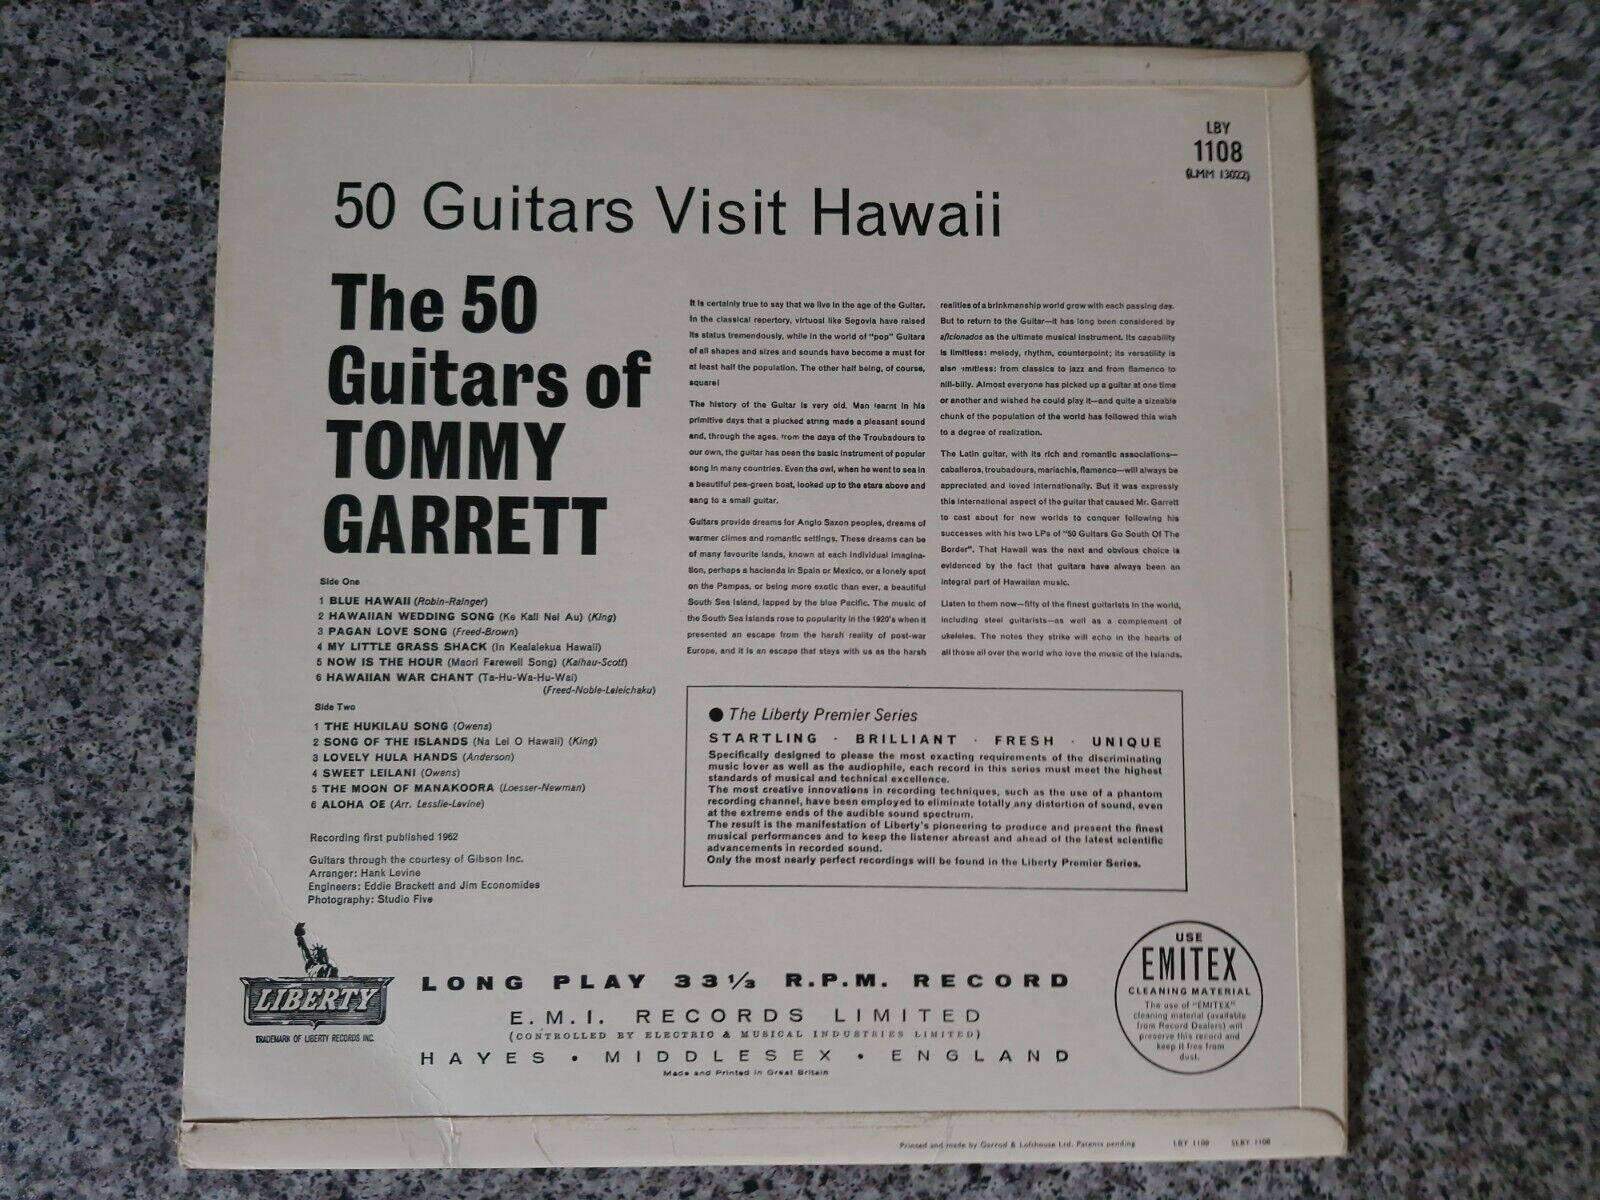 LBY
1108
(LMM 13022)
50 Guitars Visit Hawaii
The 50
Guitars of
TOMMY
GARRETT
Side One
1 BLUE HAWAII (Robin-Rainger)
2 HAWAIIAN WEDDING SONG (Ke Kali Nei Au) (King)
3 PAGAN LOVE SONG (Freed-Brown)
4 MY LITTLE GRASS SHACK (In Kealalekua Hawaii)
5 NOW IS THE HOUR (Maori Farewell Song) (Kaihau-Scott)
6 HAWAIIAN WAR CHANT (Ta-Hu-Wa-Hu-Wai)
(Freed-Noble-Leleichaku)
Side Two
1 THE HUKILAU SONG (Owens)
2 SONG OF THE ISLANDS (Na Lei O Hawaii) (King)
3 LOVELY HULA HANDS (Anderson)
4 SWEET LEILANI (Owens)
5 THE MOON OF MANAKOORA (Loesser-Newman)
6 ALOHA OE (Arr. Lesslie-Levine)
Recording first published 1962
Guitars through the courtesy of Gibson Inc.
Arranger: Hank Levine
Engineers: Eddie Brackett and Jim Economides
Photography: Studio Five
It is certainly true to say that we live in the age of the Guitar.
In the classical repertory, virtuosi like Segovia have raised
its status tremendously, while in the world of "pop" Guitars
of all shapes and sizes and sounds have become a must for
at least half the population. The other half being, of course,
square!
The history of the Guitar is very old. Man learnt in his
primitive days that a plucked string made a pleasant sound
and, through the ages, from the days of the Troubadours to
our own, the guitar has been the basic instrument of popular
song in many countries. Even the owl, when he went to sea in
a beautiful pea-green boat, looked up to the stars above and
sang to a small guitar.
Guitars provide dreams for Anglo Saxon peoples, dreams of
warmer climes and romantic settings. These dreams can be
of many favourite lands, known at each individual imagina-
tion, perhaps a hacienda in Spain or Mexico, or a lonely spot
on the Pampas, or being more exotic than ever, a beautiful
South Sea Island, lapped by the blue Pacific. The music of
the South Sea Islands rose to popularity in the 1920's when it
presented an escape from the harsh reality of post-war
Europe, and it is an escape that stays with us as the harsh
realities of a brinkmanship world grow with each passing day.
But to return to the Guitar—it has long been considered by
aficionados as the ultimate musical instrument. Its capability
is limitless: melody, rhythm, counterpoint; its versatility is
also limitless: from classics to jazz and from flamenco to
hill-billy. Almost everyone has picked up a guitar at one time
or another and wished he could play it—and quite a sizeable
chunk of the population of the world has followed this wish
to a degree of realization.
The Latin guitar, with its rich and romantic associations—
caballeros, troubadours, mariachis, flamenco—will always be
appreciated and loved internationally. But it was expressly
this international aspect of the guitar that caused Mr. Garrett
to cast about for new worlds to conquer following his
successes with his two LPs of "50 Guitars Go South Of The
Border". That Hawaii was the next and obvious choice is
evidenced by the fact that guitars have always been an
integral part of Hawaiian music.
Listen to them now—fifty of the finest guitarists in the world,
including steel guitarists—as well as a complement of
ukeleles. The notes they strike will echo in the hearts of
all those all over the world who love the music of the Islands.
● The Liberty Premier Series
STARTLING · BRILLIANT · FRESH · UNIQUE
Specifically designed to please the most exacting requirements of the discriminating
music lover as well as the audiophile, each record in this series must meet the highest
standards of musical and technical excellence.
The most creative innovations in recording techniques, such as the use of a phantom
recording channel, have been employed to eliminate totally any distortion of sound, even
at the extreme ends of the audible sound spectrum.
The result is the manifestation of Liberty's pioneering to produce and present the finest
musical performances and to keep the listener abreast and ahead of the latest scientific
advancements in recorded sound.
Only the most nearly perfect recordings will be found in the Liberty Premier Series.
LIBERTY
TRADEMARK OF LIBERTY RECORDS INC.
LONG PLAY 33 1/3 R.P.M. RECORD
E.M.I. RECORDS LIMITED
(CONTROLLED BY ELECTRIC & MUSICAL INDUSTRIES LIMITED)
HAYES • MIDDLESEX • ENGLAND
Made and Printed in Great Britain
USE
EMITEX
CLEANING MATERIAL
The use of "EMITEX"
cleaning material (available
from Record Dealers) will
preserve this record and
keep it free from
dust.
Printed and made by Garrod & Lofthouse Ltd. Patents pending
LBY 1108 SLBY 1108